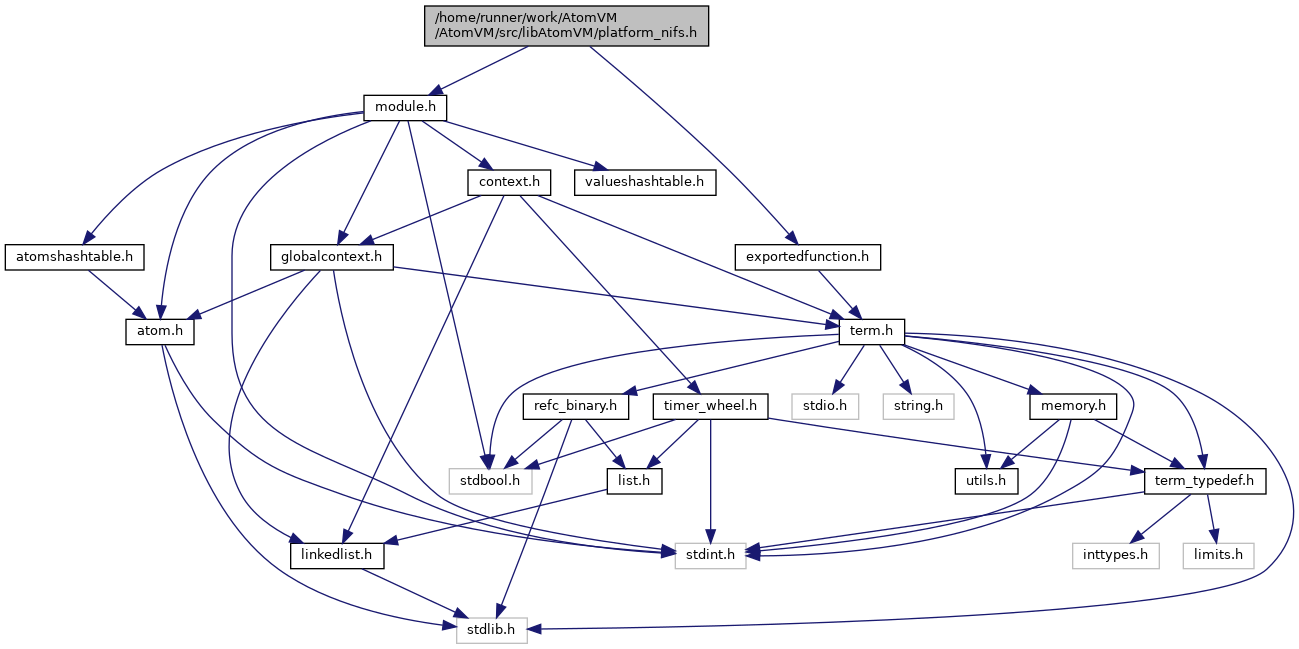 /home/runner/work/AtomVM
/AtomVM/src/libAtomVM/platform_nifs.h
module.h
context.h
valueshashtable.h
atomshashtable.h
globalcontext.h
exportedfunction.h
atom.h
term.h
refc_binary.h
timer_wheel.h
stdio.h
string.h
memory.h
stdbool.h
list.h
utils.h
term_typedef.h
linkedlist.h
stdint.h
inttypes.h
limits.h
stdlib.h